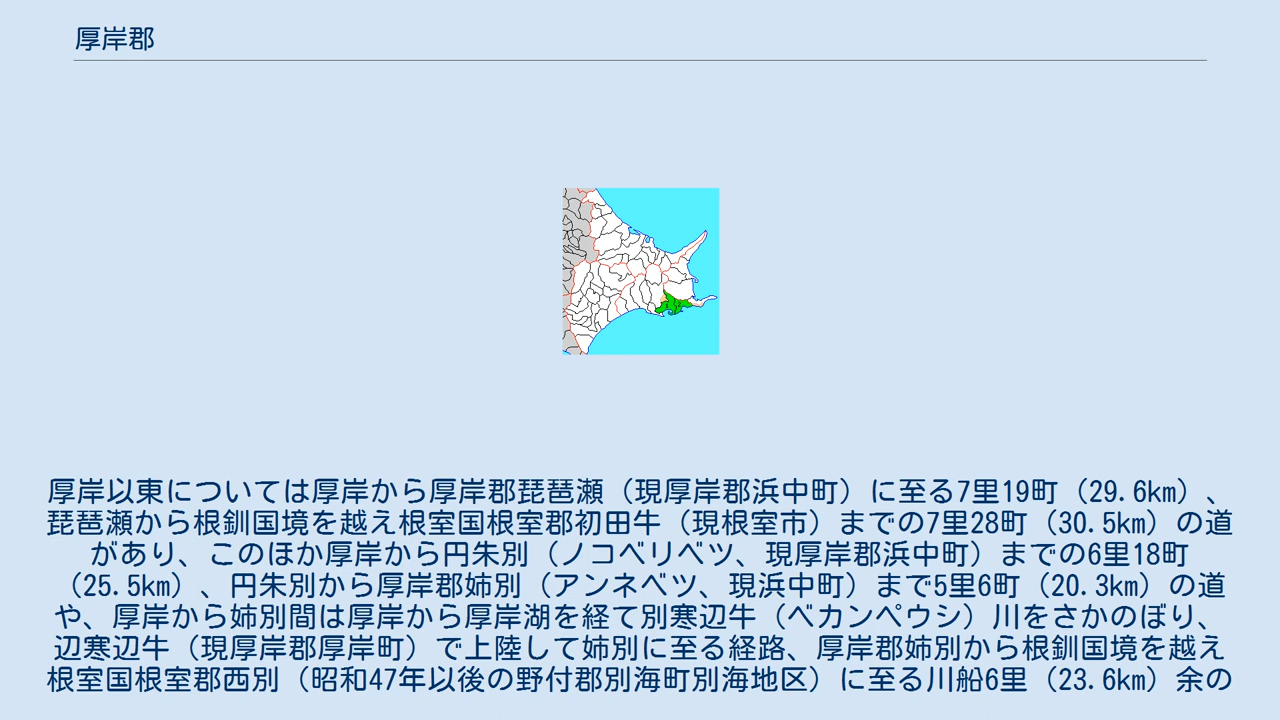 厚岸郡
厚岸以東については厚岸から厚岸郡琵琶瀬（現厚岸郡浜中町）に至る7里19町（29.6km）、
琵琶瀬から根釧国境を越え根室国根室郡初田牛（現根室市）までの7里28町（30.5km）の道
があり、このほか厚岸から円朱別（ノコベリベツ、現厚岸郡浜中町）までの6里18町
（25.5km）、円朱別から厚岸郡姉別（アンネベツ、現浜中町）まで5里6町（20.3km）の道
や、厚岸から姉別間は厚岸から厚岸湖を経て別寒辺牛（ベカンペウシ）川をさかのぼり、
辺寒辺牛（現厚岸郡厚岸町）で上陸して姉別に至る経路、厚岸郡姉別から根釧国境を越え
根室国根室郡西別（昭和47年以後の野付郡別海町別海地区）に至る川船6里（23.6km）余の